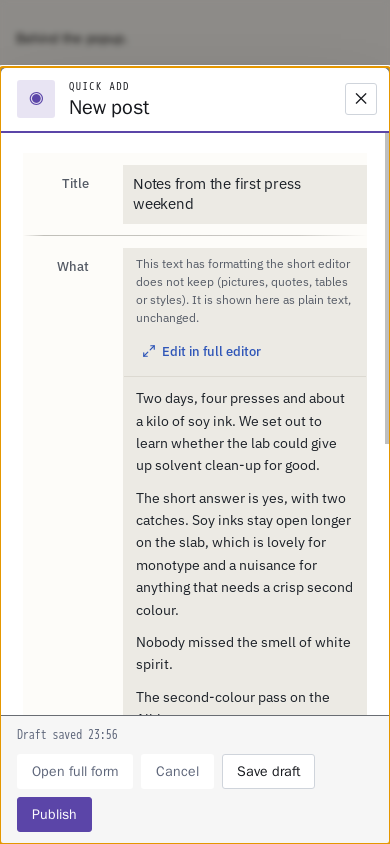 Behind the popup.
QUICK ADD
New post
Title
Notes from the first press
weekend
What
This text has formatting the short editor
does not keep (pictures, quotes, tables
or styles). It is shown here as plain text,
unchanged.
Edit in full editor
Two days, four presses and about
a kilo of soy ink. We set out to
learn whether the lab could give
up solvent clean-up for good.
The short answer is yes, with two
catches. Soy inks stay open longer
on the slab, which is lovely for
monotype and a nuisance for
anything that needs a crisp second
colour.
Nobody missed the smell of white
spirit.
The second-colour pass on the
Draft saved 23:56
Open full form
Cancel
Save draft
Publish